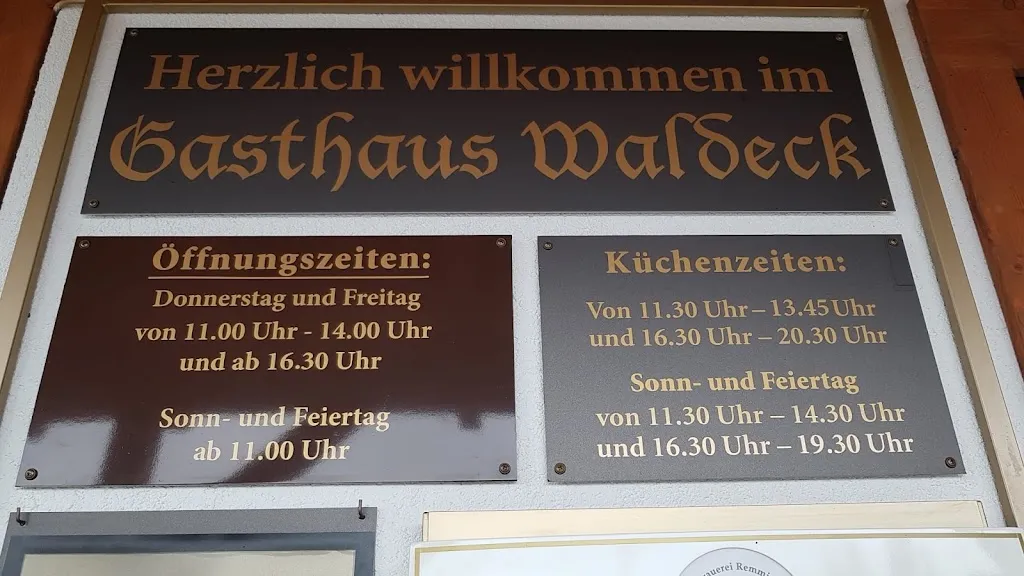 Herzlich willkommen im
Gasthaus Waldeck
Öffnungszeiten:
Donnerstag und Freitag
von 11.00 Uhr - 14.00 Uhr
und ab 16.30 Uhr
Sonn- und Feiertag
ab 11.00 Uhr
Küchenzeiten:
Von 11.30 Uhr – 13.45 Uhr
und 16.30 Uhr – 20.30 Uhr
Sonn- und Feiertag
von 11.30 Uhr – 14.30 Uhr
und 16.30 Uhr – 19.30 Uhr